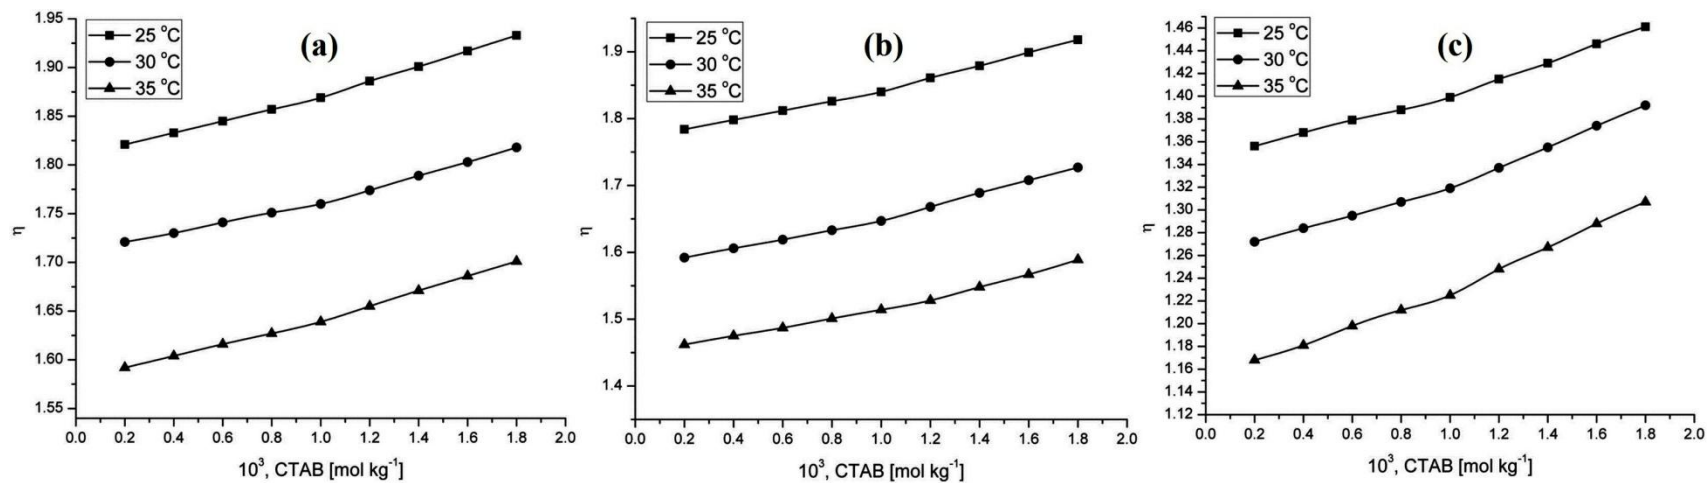 (a)
25 °C
30 °C
35 °C
1.95
1.90
1.85
1.80
1.75
1.70
1.65
1.60
1.55
η
0.0 0.2 0.4 0.6 0.8 1.0 1.2 1.4 1.6 1.8 2.0
10³, CTAB [mol kg⁻¹]
(b)
25 °C
30 °C
35 °C
1.9
1.8
1.7
1.6
1.5
1.4
η
0.0 0.2 0.4 0.6 0.8 1.0 1.2 1.4 1.6 1.8 2.0
10³, CTAB [mol kg⁻¹]
(c)
25 °C
30 °C
35 °C
1.46
1.44
1.42
1.40
1.38
1.36
1.34
1.32
1.30
1.28
1.26
1.24
1.22
1.20
1.18
1.16
1.14
1.12
η
0.0 0.2 0.4 0.6 0.8 1.0 1.2 1.4 1.6 1.8 2.0
10³, CTAB [mol kg⁻¹]